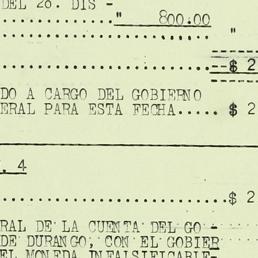 DEL 28. DIS -
............" 800.00
............................ "
............................--$ 2
DO A CARGO DEL GOBIERNO
ERAL PARA ESTA FECHA..... $ 2
. 4
............................$ 2
RAL DE LA CUENTA DEL GO -
DE DURANGO, CON EL GOBIER
EL MONEDA INFALSIFICABLE-